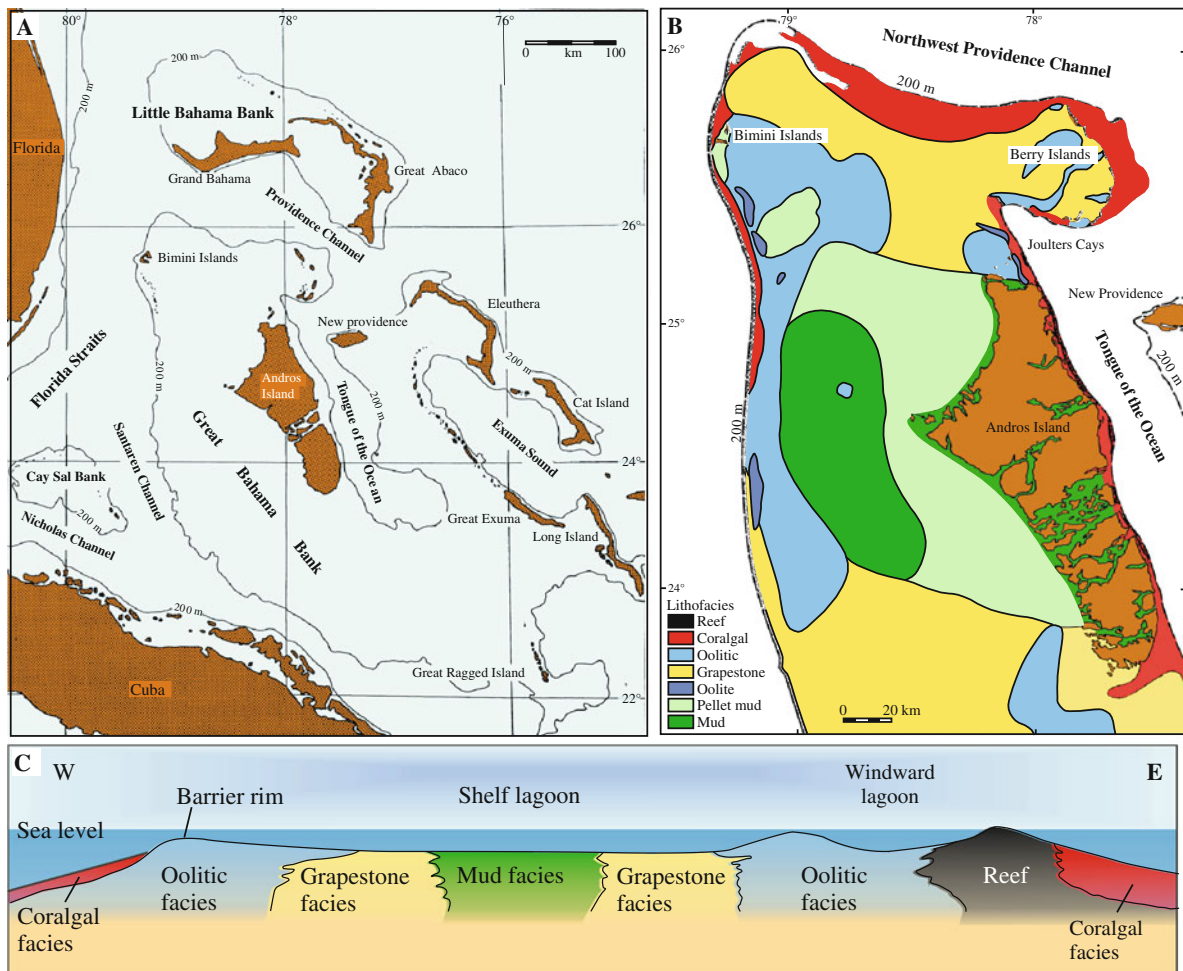 A
80°
78°
76°
0 100
km
200 m
200 m
Little Bahama Bank
Florida
Grand Bahama
Great Abaco
Providence
Channel
26°
Bimini Islands
Eleuthera
New providence
200 m
Florida Straits
200 m
Andros
Island
200 m
Cat Island
Tongue of the Ocean
Exuma Sound
Great
Bahama
Bank
Santaren Channel
24°
Cay Sal Bank
200 m
Nicholas Channel
Great Exuma
Long Island
200 m
Great Ragged Island
Cuba
22°
B
79°
78°
26°
Northwest Providence
Channel
200 m
Bimini Islands
Berry Islands
Joulters Cays
New Providence
25°
200 m
Tongue of the
Ocean
200 m
Andros Island
24°
Lithofacies
Reef
Coralgal
Oolitic
Grapestone
Oolite
Pellet mud
Mud
0 20 km
C
W
E
Barrier rim
Shelf lagoon
Windward
lagoon
Sea level
Coralgal
facies
Oolitic
facies
Grapestone
facies
Mud facies
Grapestone
facies
Oolitic
facies
Reef
Coralgal
facies